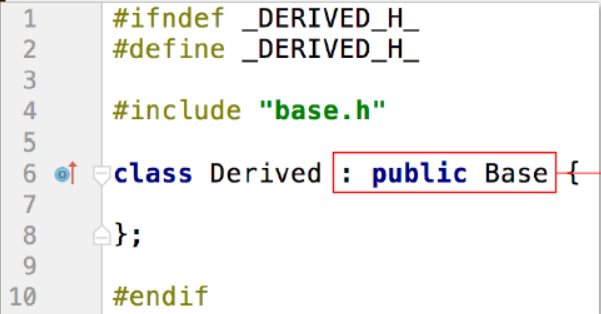 1 #ifndef _DERIVED_H_
2 #define _DERIVED_H_
3
4 #include "base.h"
5
6 class Derived : public Base {
7
8 };
9
10 #endif